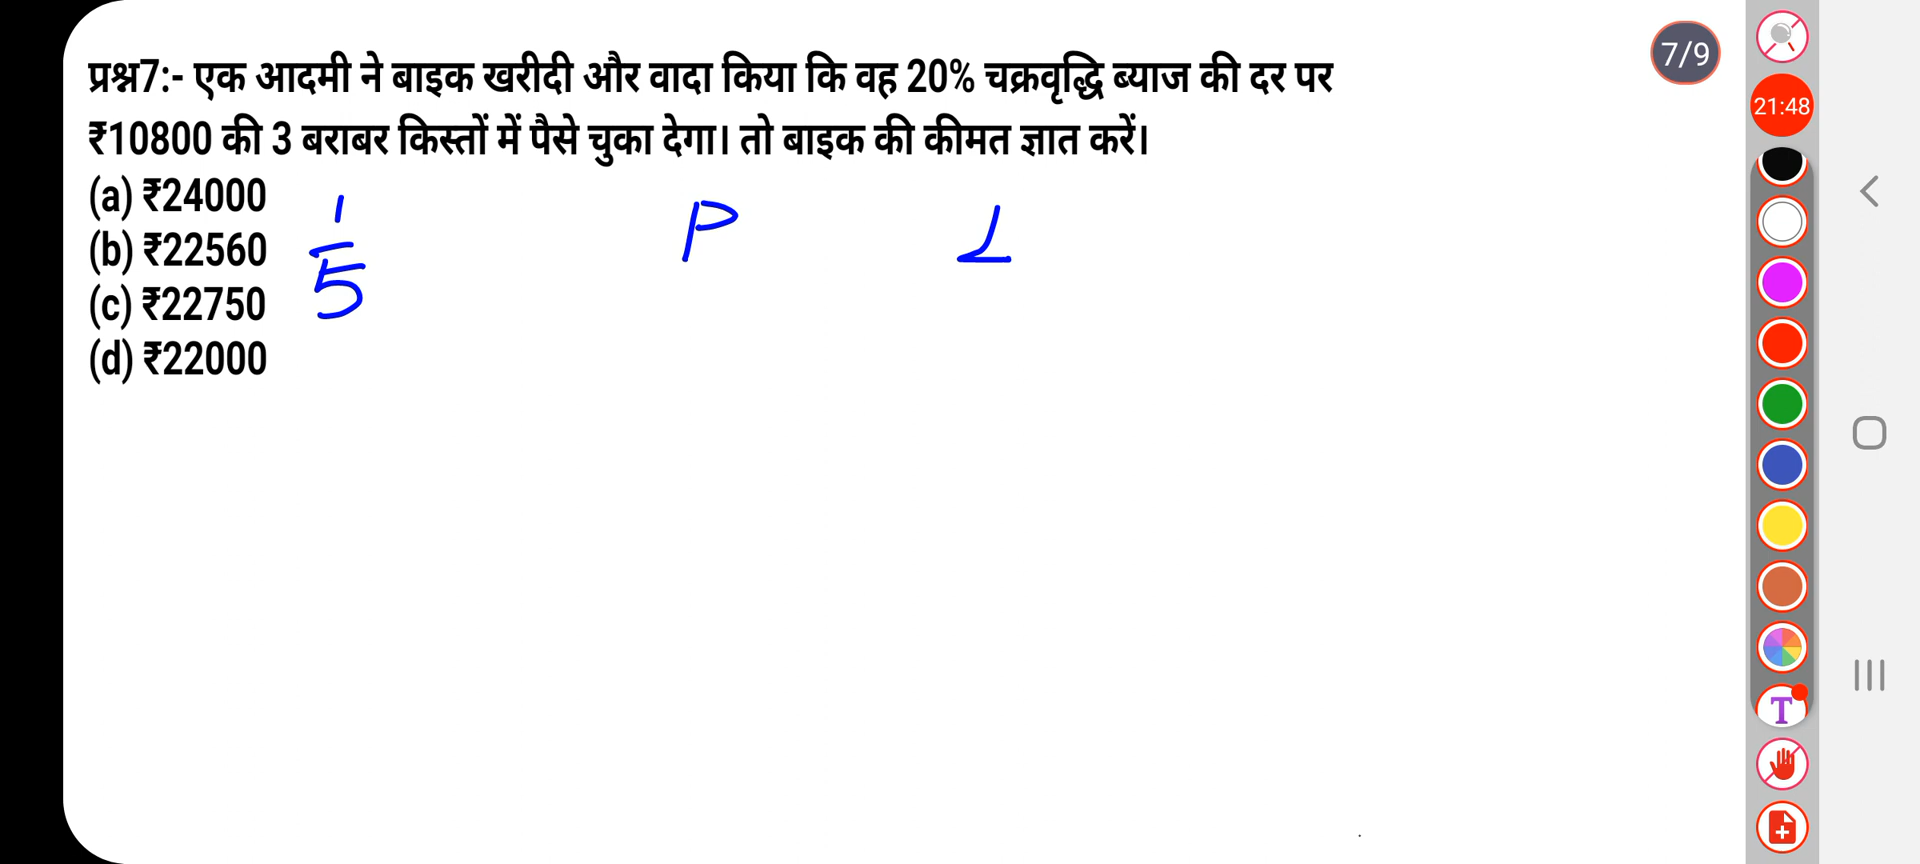 7/9
21:48
प्रश्न7:- एक आदमी ने बाइक खरीदी और वादा किया कि वह 20% चक्रवृद्धि ब्याज की दर पर
₹10800 की 3 बराबर किस्तों में पैसे चुका देगा। तो बाइक की कीमत ज्ञात करें।
(a) ₹24000
(b) ₹22560
(c) ₹22750
(d) ₹22000
1
5
P
T